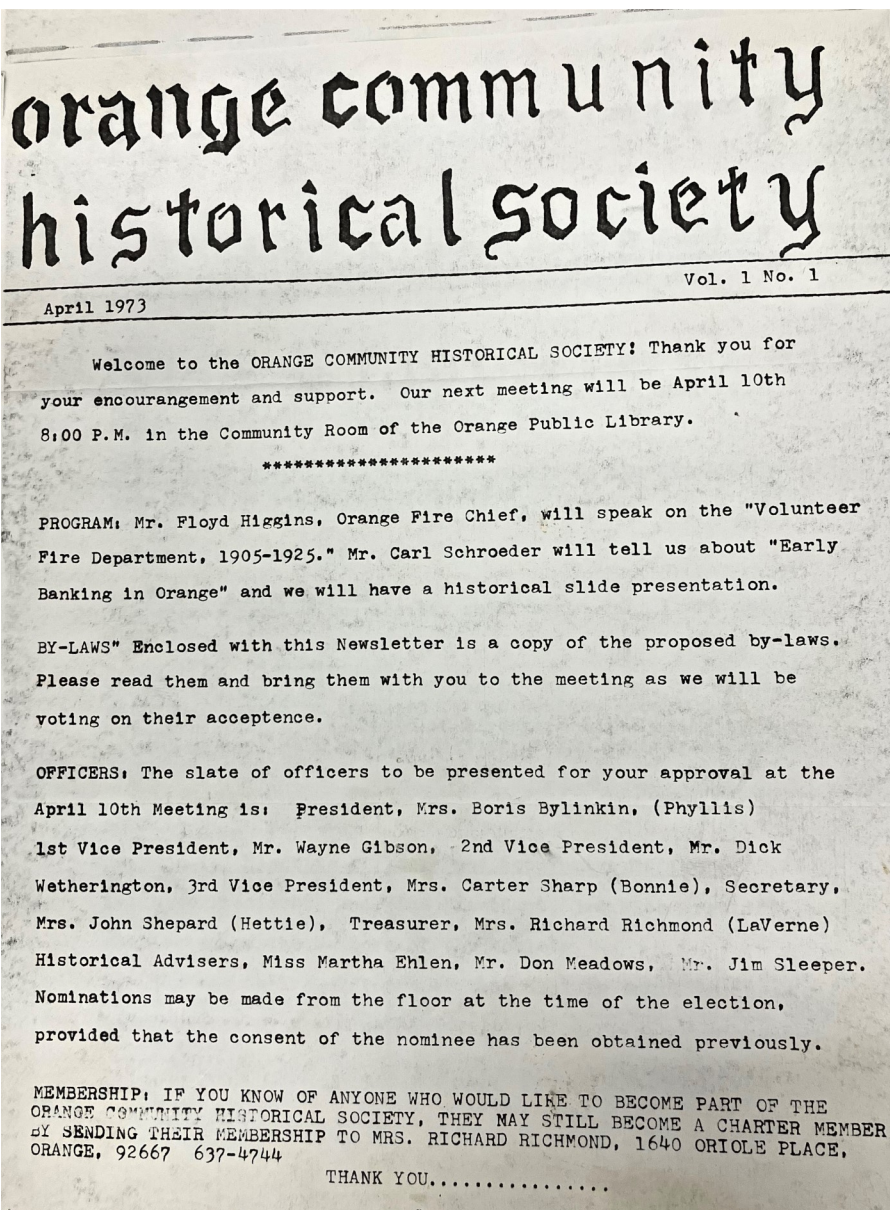 orange community
historical society
Vol. 1 No. 1
April 1973
Welcome to the ORANGE COMMUNITY HISTORICAL SOCIETY! Thank you for
your encourangement and support. Our next meeting will be April 10th
8:00 P.M. in the Community Room of the Orange Public Library.
**********************
PROGRAM: Mr. Floyd Higgins, Orange Fire Chief, will speak on the "Volunteer
Fire Department, 1905-1925." Mr. Carl Schroeder will tell us about "Early
Banking in Orange" and we will have a historical slide presentation.
BY-LAWS" Enclosed with this Newsletter is a copy of the proposed by-laws.
Please read them and bring them with you to the meeting as we will be
voting on their acceptence.
OFFICERS: The slate of officers to be presented for your approval at the
April 10th Meeting is: President, Mrs. Boris Bylinkin, (Phyllis)
1st Vice President, Mr. Wayne Gibson, 2nd Vice President, Mr. Dick
Wetherington, 3rd Vice President, Mrs. Carter Sharp (Bonnie), Secretary,
Mrs. John Shepard (Hettie), Treasurer, Mrs. Richard Richmond (LaVerne)
Historical Advisers, Miss Martha Ehlen, Mr. Don Meadows, Mr. Jim Sleeper.
Nominations may be made from the floor at the time of the election,
provided that the consent of the nominee has been obtained previously.
MEMBERSHIP: IF YOU KNOW OF ANYONE WHO WOULD LIKE TO BECOME PART OF THE
ORANGE COMMUNITY HISTORICAL SOCIETY, THEY MAY STILL BECOME A CHARTER MEMBER
BY SENDING THEIR MEMBERSHIP TO MRS. RICHARD RICHMOND, 1640 ORIOLE PLACE,
ORANGE, 92667 637-4744
THANK YOU................